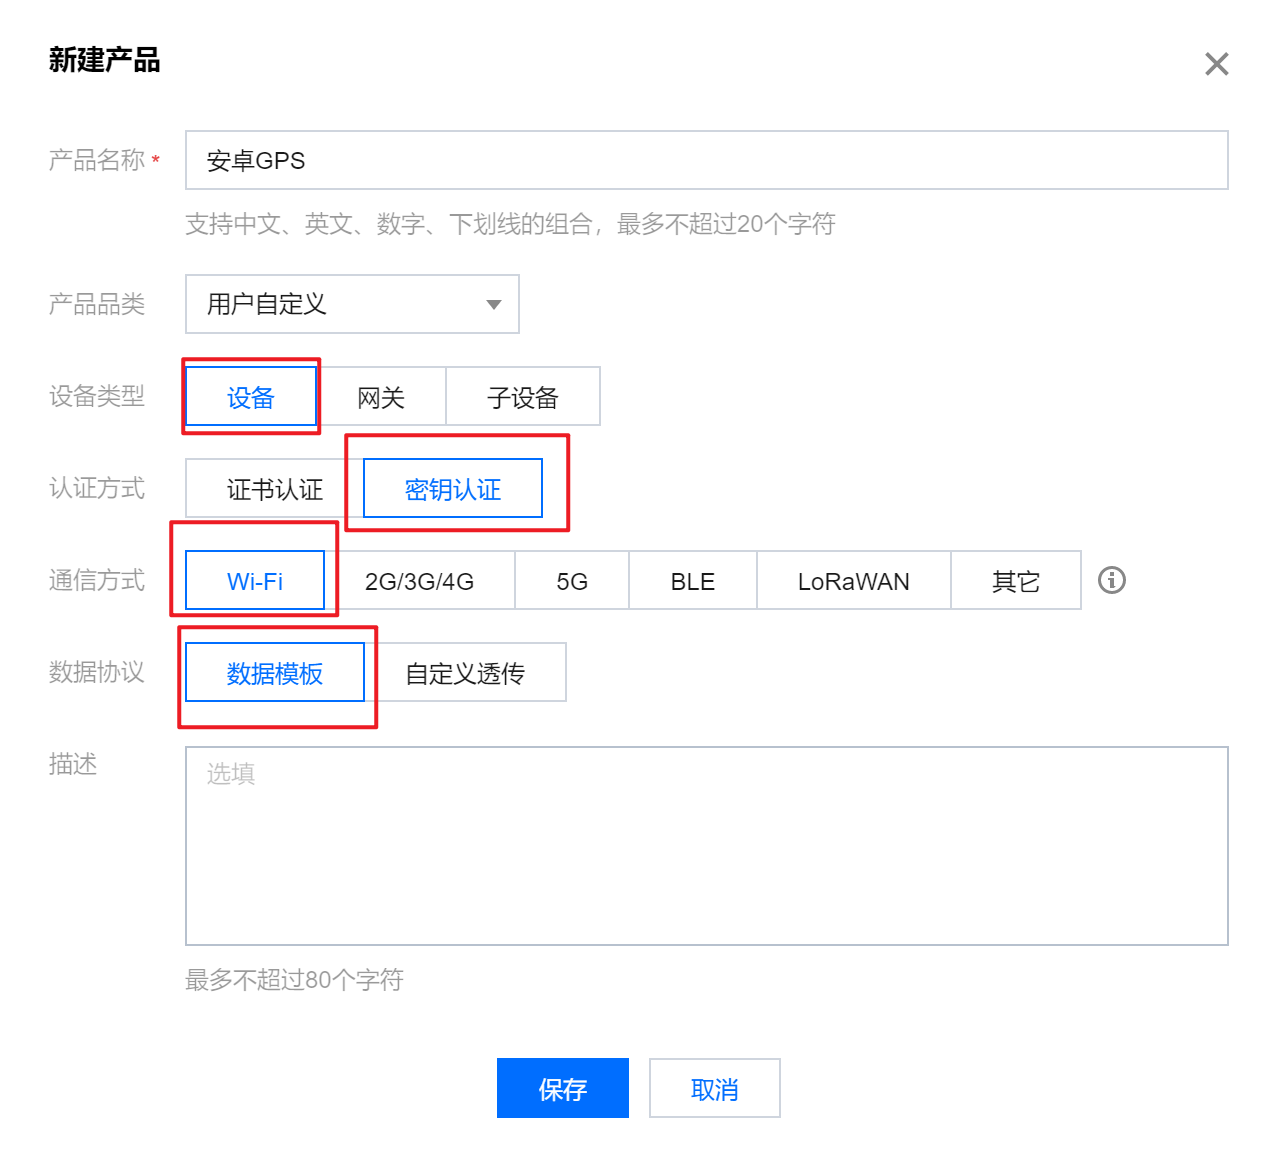 新建产品
产品名称 * 安卓GPS
支持中文、英文、数字、下划线的组合，最多不超过20个字符
产品品类 用户自定义
设备类型 设备 网关 子设备
认证方式 证书认证 密钥认证
通信方式 Wi-Fi 2G/3G/4G 5G BLE LoRaWAN 其它
数据协议 数据模板 自定义透传
描述 选填
最多不超过80个字符
保存 取消